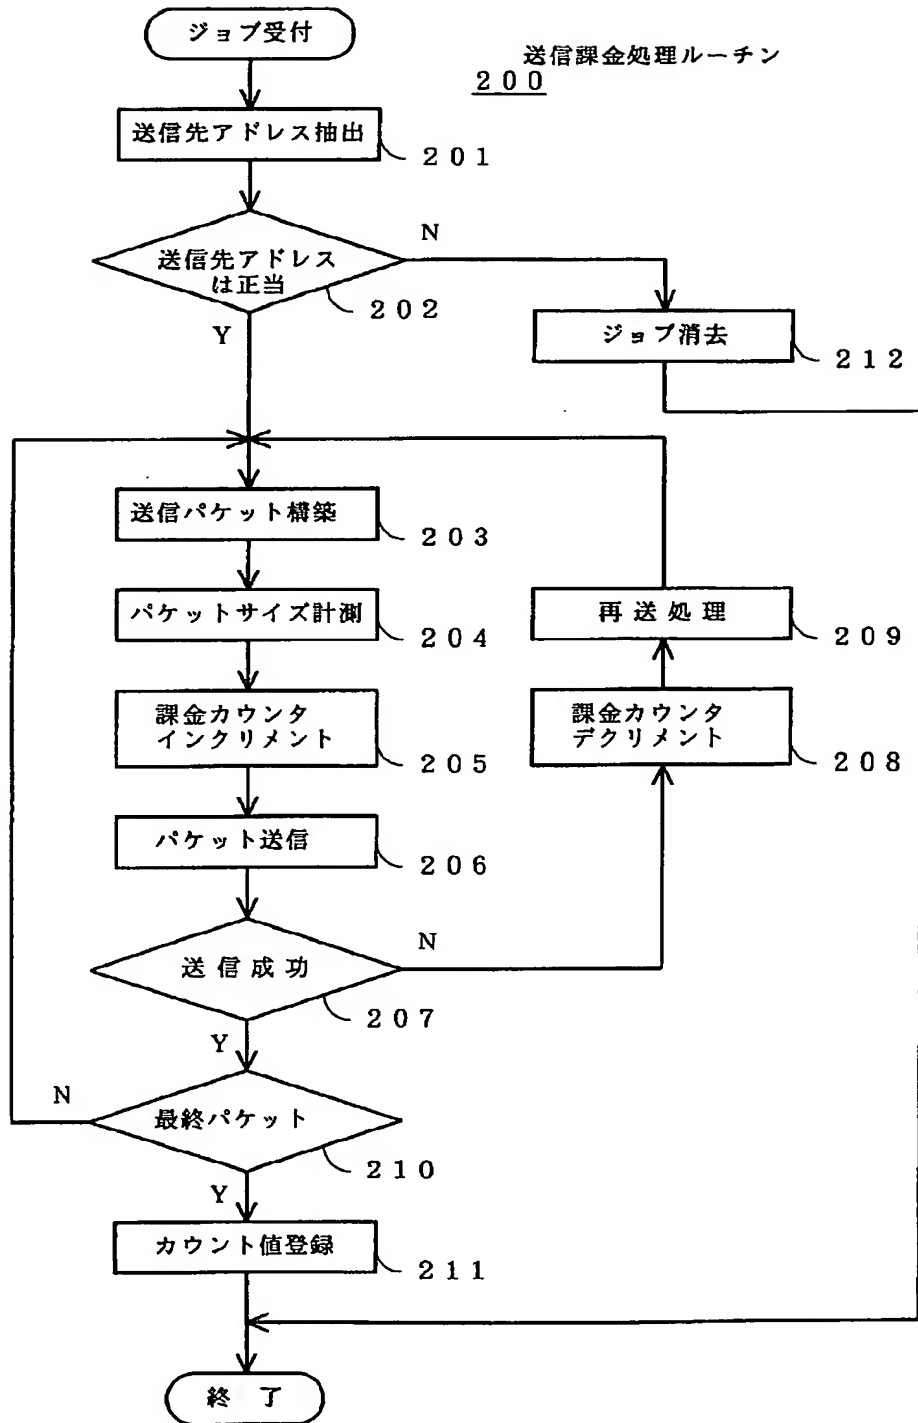 ジョブ受付
送信課金処理ルーチン
200
送信先アドレス抽出
201
N
送信先アドレス
は正当
202
Y
ジョブ消去
212
送信パケット構築
203
パケットサイズ計測
204
再送処理
209
課金カウンタ
インクリメント
205
課金カウンタ
デクリメント
208
パケット送信
206
N
送信成功
207
Y
N
最終パケット
210
Y
カウント値登録
211
終了